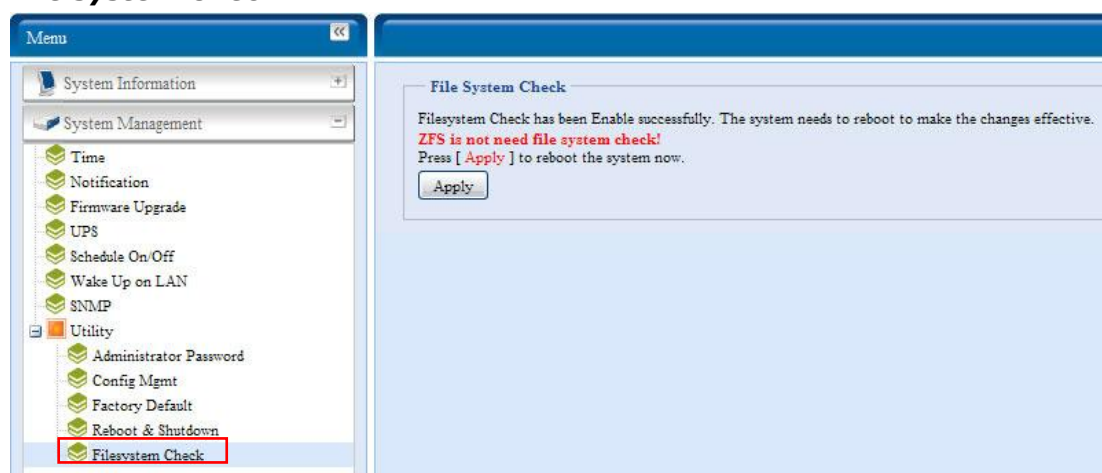 Menu
System Information
System Management
Time
Notification
Firmware Upgrade
UPS
Schedule On/Off
Wake Up on LAN
SNMP
Utility
Administrator Password
Config Mgmt
Factory Default
Reboot & Shutdown
Filesystem Check
File System Check
Filesystem Check has been Enable successfully. The system needs to reboot to make the changes effective.
ZFS is not need file system check!
Press [ Apply ] to reboot the system now.
Apply